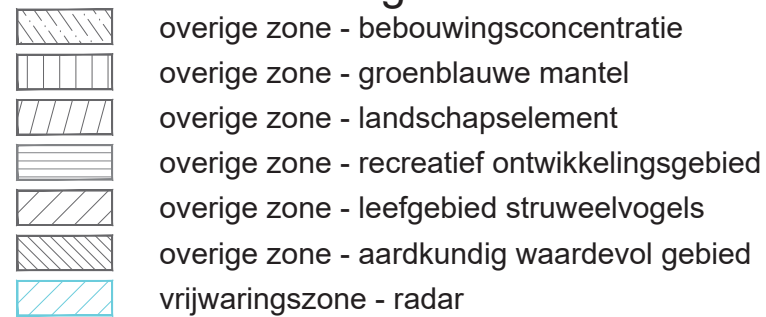 overige zone - bebouwingsconcentratie
overige zone - groenblauwe mantel
overige zone - landschapselement
overige zone - recreatief ontwikkelingsgebied
overige zone - leefgebied struweelvogels
overige zone - aardkundig waardevol gebied
vrijwaringszone - radar